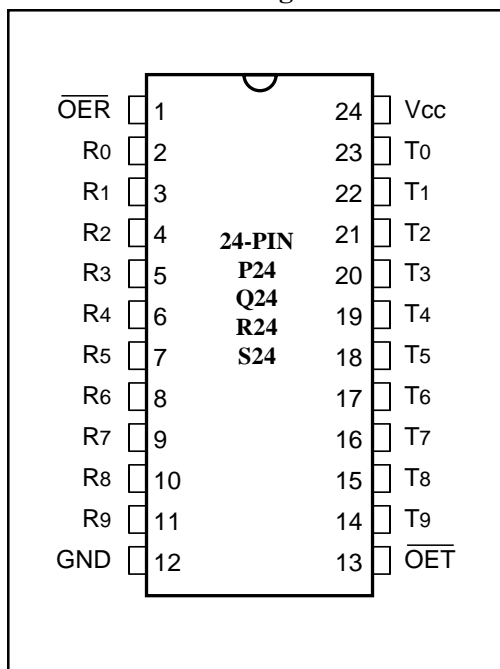 OER 1 24 Vcc
R0 2 23 T0
R1 3 22 T1
R2 4 21 T2
24-PIN
R3 5 20 T3
P24
Q24
R4 6 19 T4
R24
R5 7 18 T5
S24
R6 8 17 T6
R7 9 16 T7
R8 10 15 T8
R9 11 14 T9
GND 12 13 OET